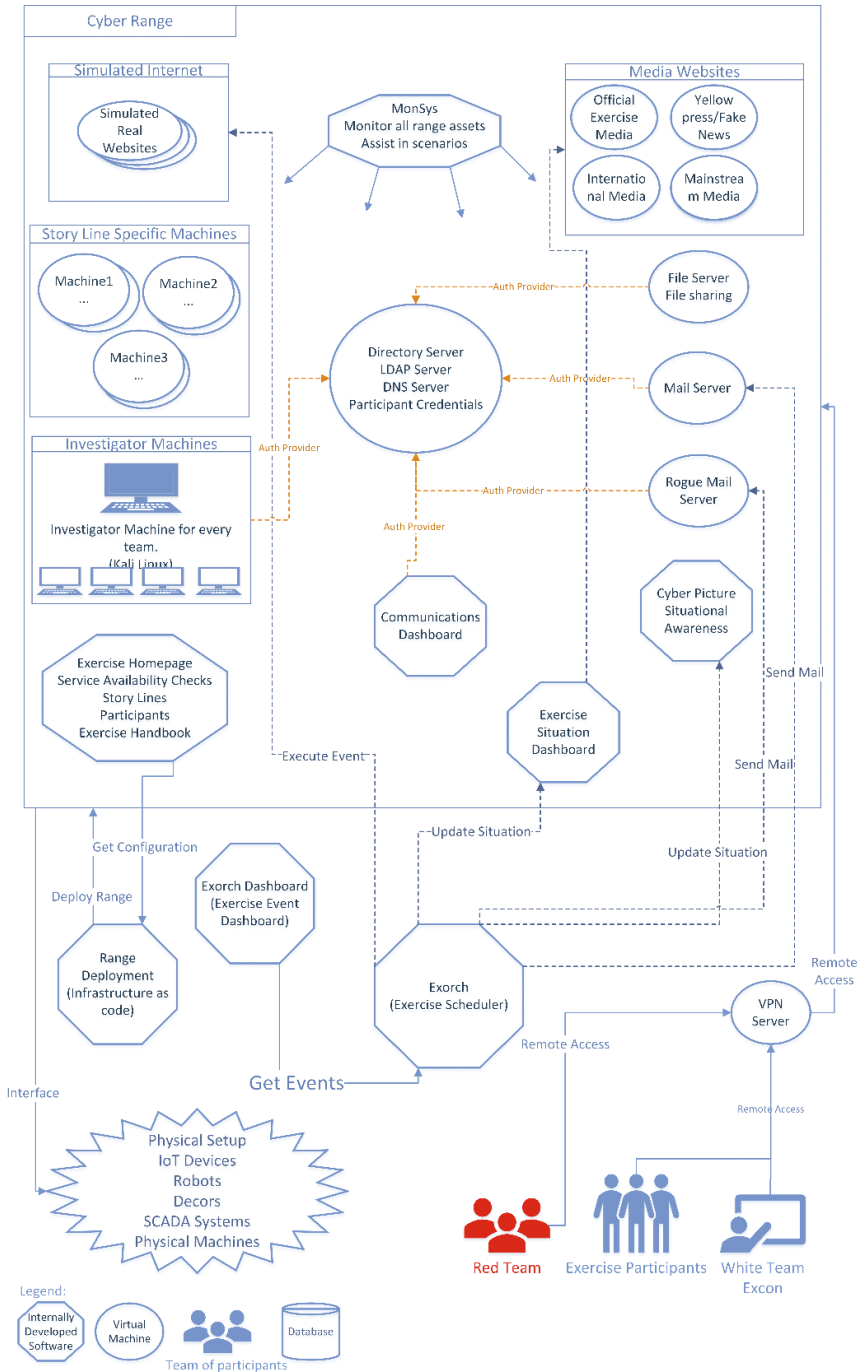 Cyber Range
Simulated Internet
Simulated
Real
Websites
MonSys
Monitor all range assets
Assist in scenarios
Media Websites
Official
Exercise
Media
Yellow
press/Fake
News
Internati
onal Media
Mainstrea
m Media
Story Line Specific Machines
Machine1
...
Machine2
...
Machine3
...
File Server
File sharing
Auth Provider
Directory Server
LDAP Server
DNS Server
Participant Credentials
Auth Provider
Mail Server
Investigator Machines
Auth Provider
Investigator Machine for every
team.
(Kali Linux)
Auth Provider
Rogue Mail
Server
Auth Provider
Communications
Dashboard
Cyber Picture
Situational
Awareness
Exercise Homepage
Service Availability Checks
Story Lines
Participants
Exercise Handbook
Send Mail
Exercise
Situation
Dashboard
Execute Event
Send Mail
Update Situation
Get Configuration
Update Situation
Deploy Range
Exorch Dashboard
(Exercise Event
Dashboard)
Range
Deployment
(Infrastructure as
code)
Exorch
(Exercise Scheduler)
Remote
Access
VPN
Server
Remote Access
Get Events
Interface
Remote Access
Physical Setup
IoT Devices
Robots
Decors
SCADA Systems
Physical Machines
Red Team
Exercise Participants
White Team
Excon
Legend:
Internally
Developed
Software
Virtual
Machine
Team of participants
Database